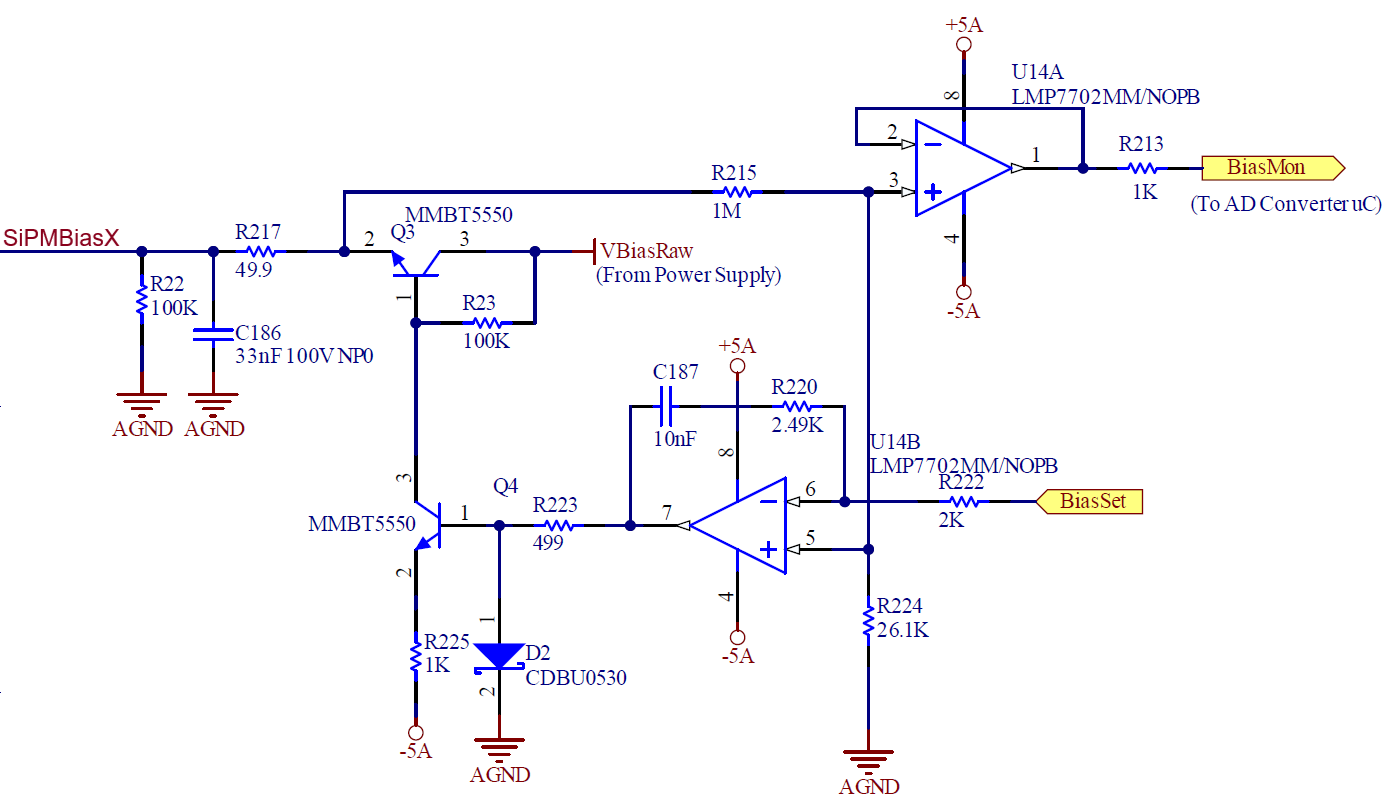 +5A
U14A
LMP7702MM/NOPB
8
2
1
R213
1K
BiasMon
(To AD Converter uC)
3
4
-5A
R215
1M
MMBT5550
Q3
2
3
1
SiPMBiasX
R217
49.9
VBiasRaw
(From Power Supply)
R22
100K
R23
100K
C186
33nF 100V NP0
AGND
AGND
+5A
C187
10nF
R220
2.49K
8
U14B
LMP7702MM/NOPB
R222
2K
BiasSet
6
7
5
4
-5A
3
Q4
MMBT5550
1
R223
499
2
R225
1K
-5A
1
D2
CDBU0530
2
AGND
R224
26.1K
AGND